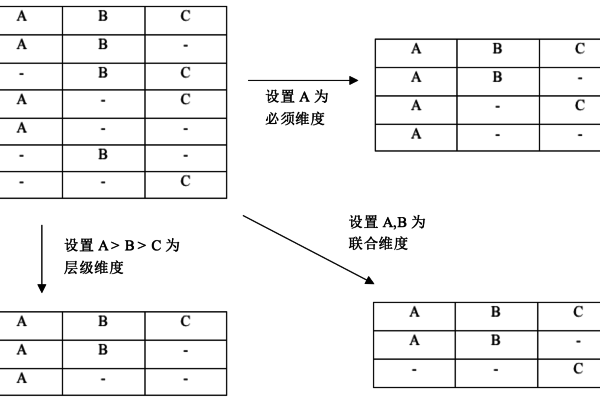 A B C
A B -
- B C
A - C
A - -
- B -
- - C
设置 A 为
必须维度
A B C
A B -
A - C
A - -
设置 A > B > C 为
层级维度
设置 A,B 为
联合维度
A B C
A B -
A - -
A B C
A B -
- - C